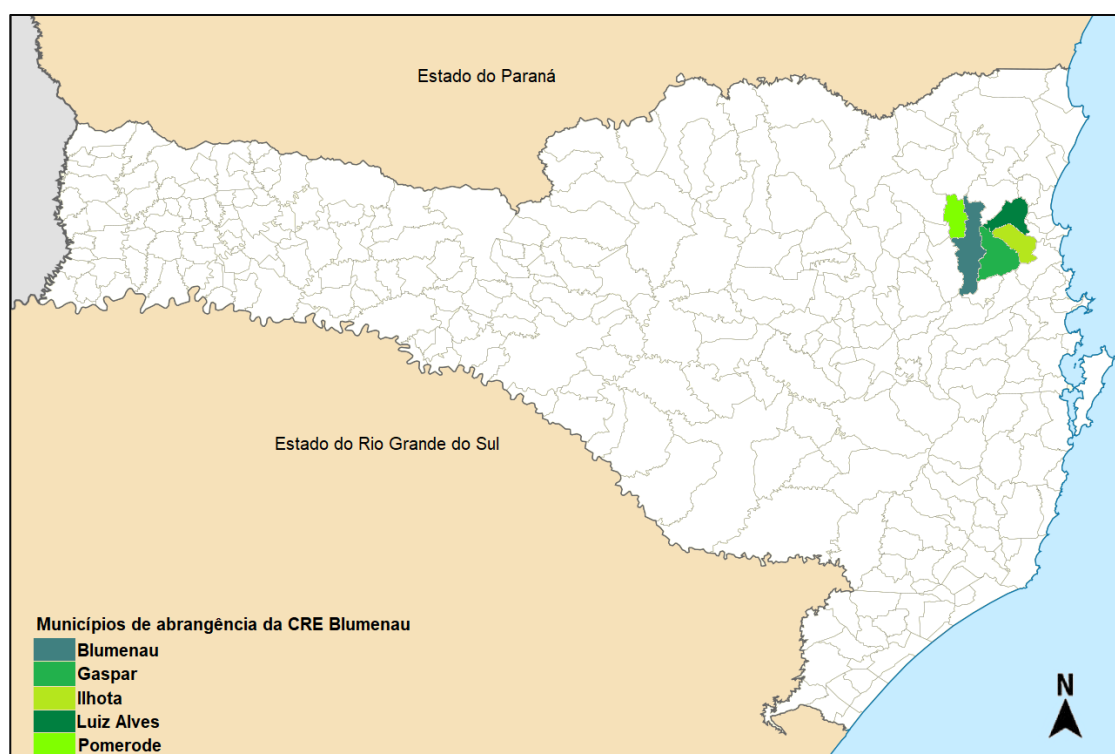 Estado do Paraná
Estado do Rio Grande do Sul
Municípios de abrangência da CRE Blumenau
Blumenau
Gaspar
Ilhota
Luiz Alves
Pomerode
N